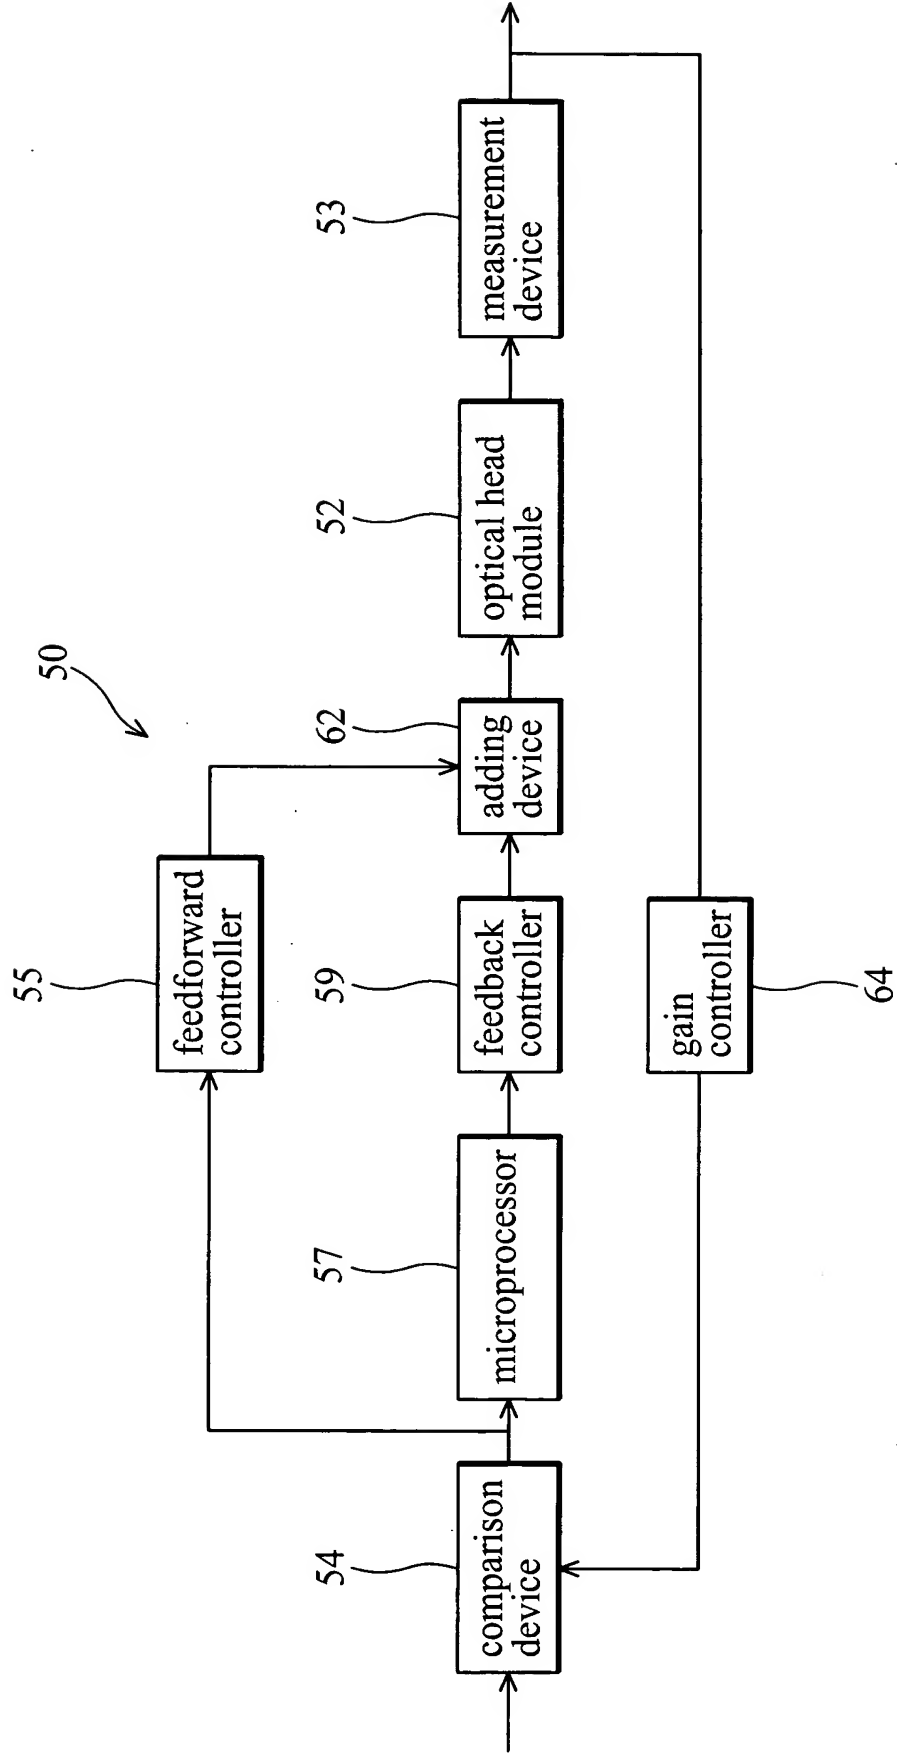 50
55
feedforward
controller
54
comparison
device
57
microprocessor
59
feedback
controller
62
adding
device
52
optical head
module
53
measurement
device
gain
controller
64